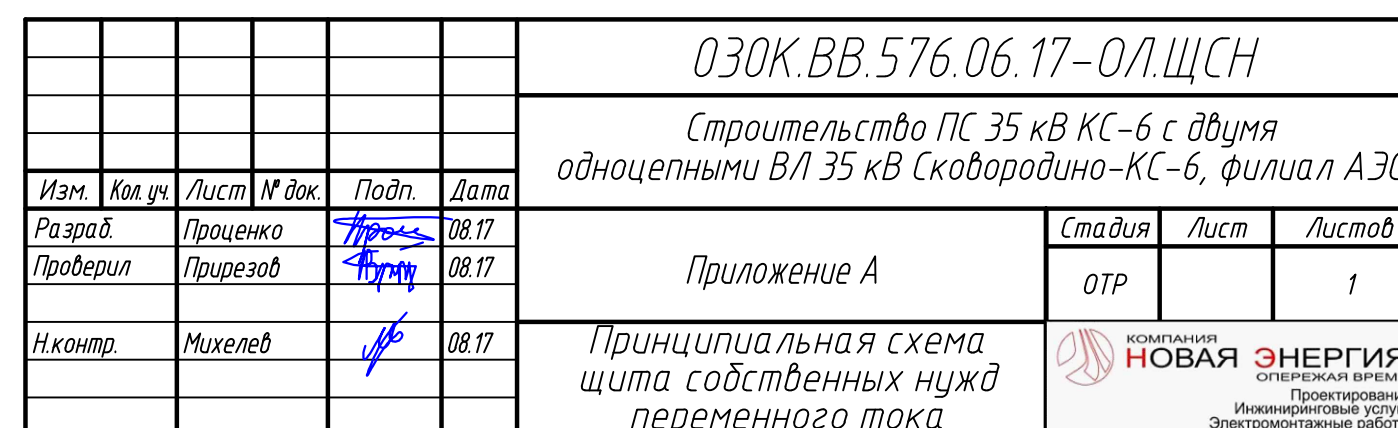 ОЗОК.ВВ.576.06.17-ОЛ.ЩСН
Строительство ПС 35 кВ КС-6 с двумя
одноцепными ВЛ 35 кВ Сковородино-КС-6, филиал АЭС
Изм. Кол. уч. Лист № док. Подп. Дата
Разраб. Проценко 08.17
Проверил Прирезов 08.17
Н.контр. Михелев 08.17
Приложение А
Стадия Лист Листов
ОТР 1
Принципиальная схема
щита собственных нужд
переменного тока
КОМПАНИЯ
НОВАЯ ЭНЕРГИЯ
ОПЕРЕЖАЯ ВРЕМ
Проектировани
Инжиниринговые услу
Электромонтажные работ